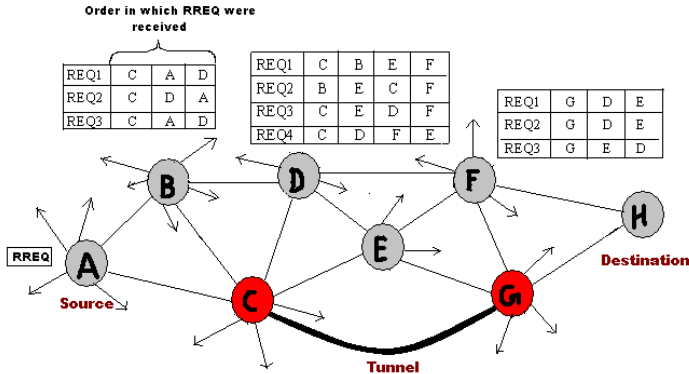 Order in which RREQ were
received
REQ1 C A D
REQ2 C D A
REQ3 C A D
REQ1 C B E F
REQ2 B E C F
REQ3 C E D F
REQ4 C D F E
REQ1 G D E
REQ2 G D E
REQ3 G E D
B
D
F
H
E
RREQ
A
Destination
Source
C
G
Tunnel